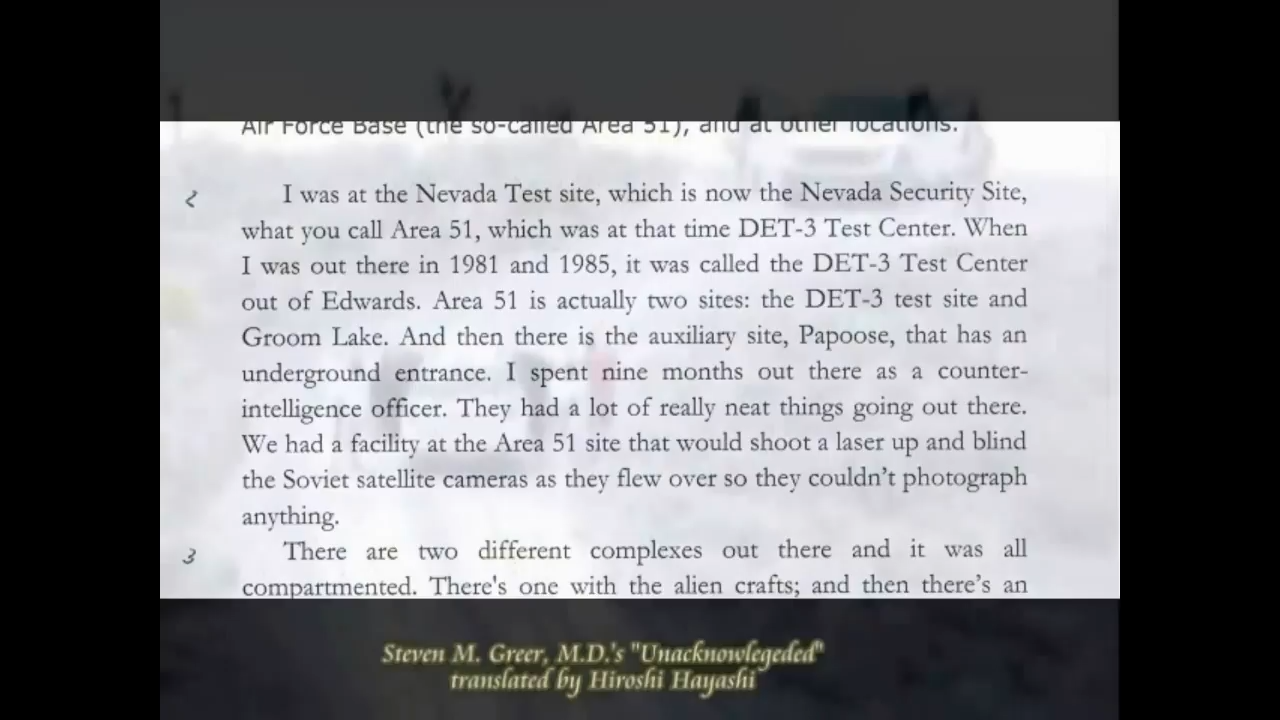 Air Force Base (the so-called Area 51), and at other locations.
2
I was at the Nevada Test site, which is now the Nevada Security Site,
what you call Area 51, which was at that time DET-3 Test Center. When
I was out there in 1981 and 1985, it was called the DET-3 Test Center
out of Edwards. Area 51 is actually two sites: the DET-3 test site and
Groom Lake. And then there is the auxiliary site, Papoose, that has an
underground entrance. I spent nine months out there as a counter-
intelligence officer. They had a lot of really neat things going out there.
We had a facility at the Area 51 site that would shoot a laser up and blind
the Soviet satellite cameras as they flew over so they couldn't photograph
anything.
3
There are two different complexes out there and it was all
compartmented. There's one with the alien crafts; and then there's an
Steven M. Greer, M.D.'s "Unacknowlegeded"
translated by Hiroshi Hayashi